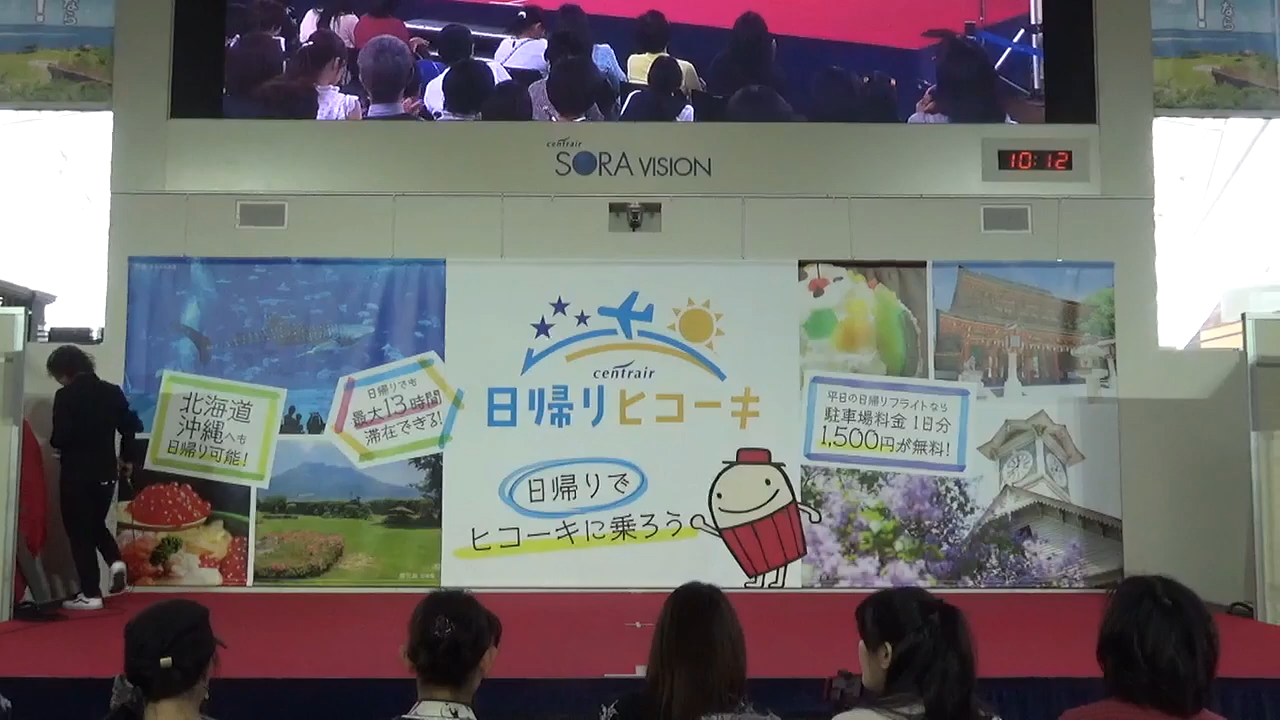 なら
!
なら
!
centrair
SORA VISION
10:12
centrair
日帰りヒコーキ
日帰りで
ヒコーキに乗ろう
北海道
沖縄へも
日帰り可能!
日帰りでも
最大13時間
滞在できる!
平日の日帰りフライトなら
駐車場料金 1日分
1,500円が無料!